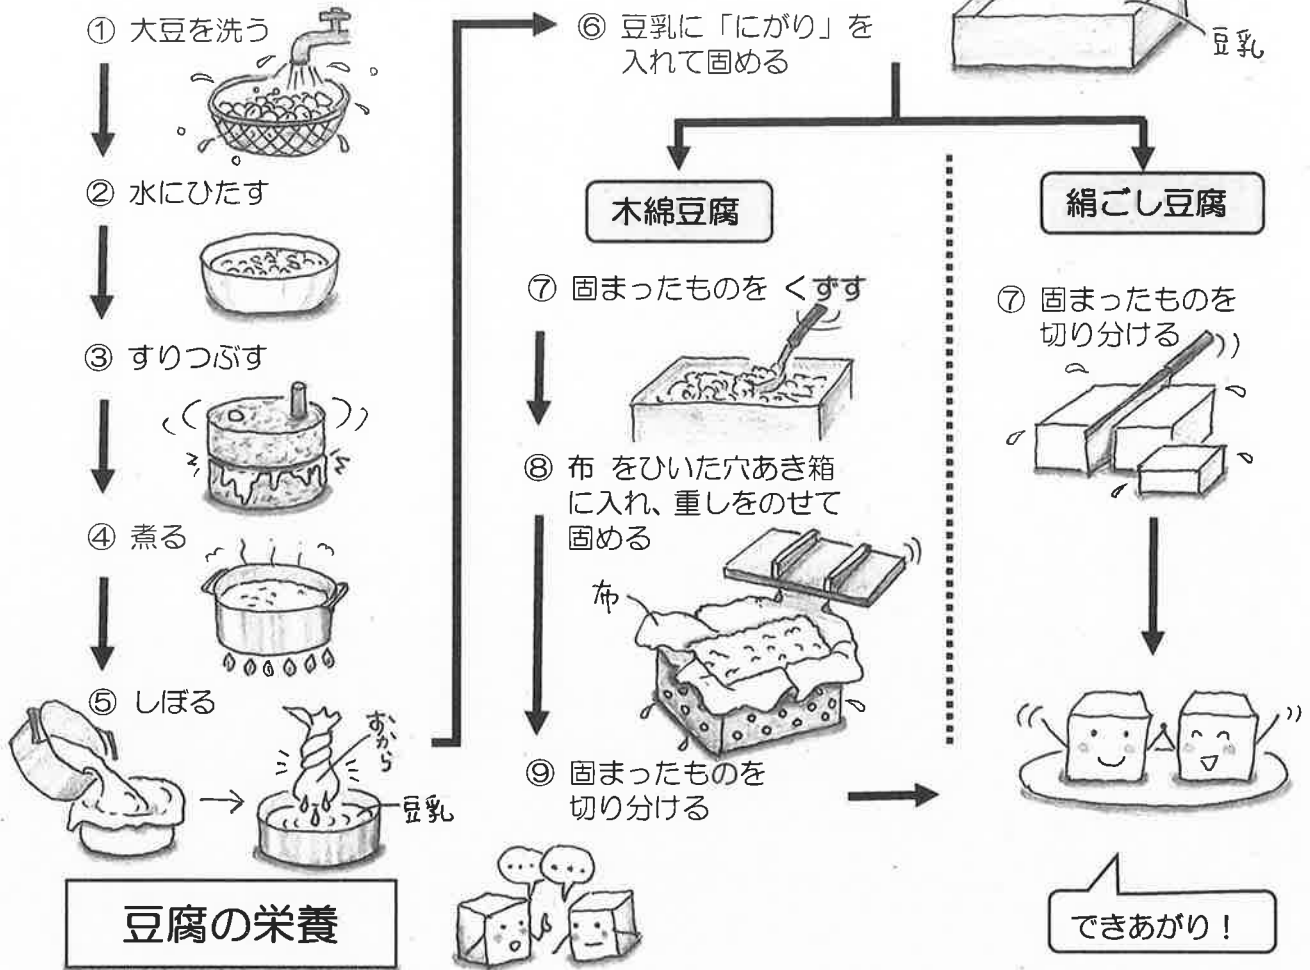 ① 大豆を洗う
② 水にひたす
③ すりつぶす
④ 煮る
⑤ しぼる
おから
豆乳
⑥ 豆乳に「にがり」を
入れて固める
豆乳
木綿豆腐
⑦ 固まったものを くずす
⑧ 布 をひいた穴あき箱
に入れ、重しをのせて
固める
布
⑨ 固まったものを
切り分ける
絹ごし豆腐
⑦ 固まったものを
切り分ける
できあがり！
豆腐の栄養